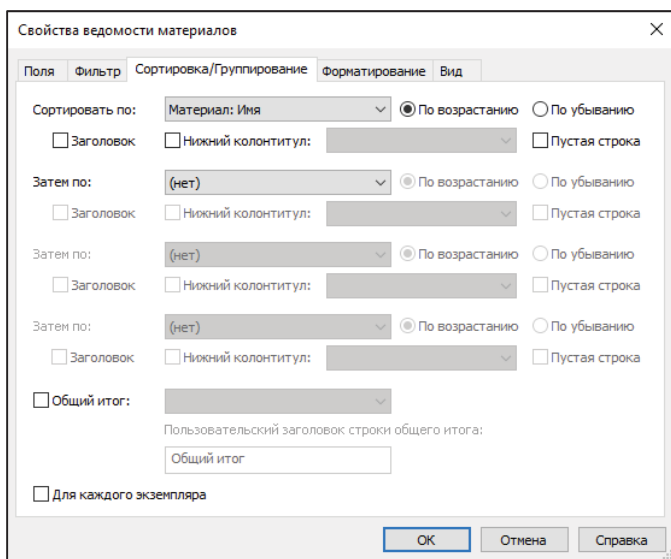 Свойства ведомости материалов
Поля Фильтр Сортировка/Группирование Форматирование Вид
Сортировать по: Материал: Имя По возрастанию По убыванию
Заголовок Нижний колонтитул: Пустая строка
Затем по: (нет) По возрастанию По убыванию
Заголовок Нижний колонтитул: Пустая строка
Затем по: (нет) По возрастанию По убыванию
Заголовок Нижний колонтитул: Пустая строка
Затем по: (нет) По возрастанию По убыванию
Заголовок Нижний колонтитул: Пустая строка
Общий итог:
Пользовательский заголовок строки общего итога:
Общий итог
Для каждого экземпляра
ОК Отмена Справка